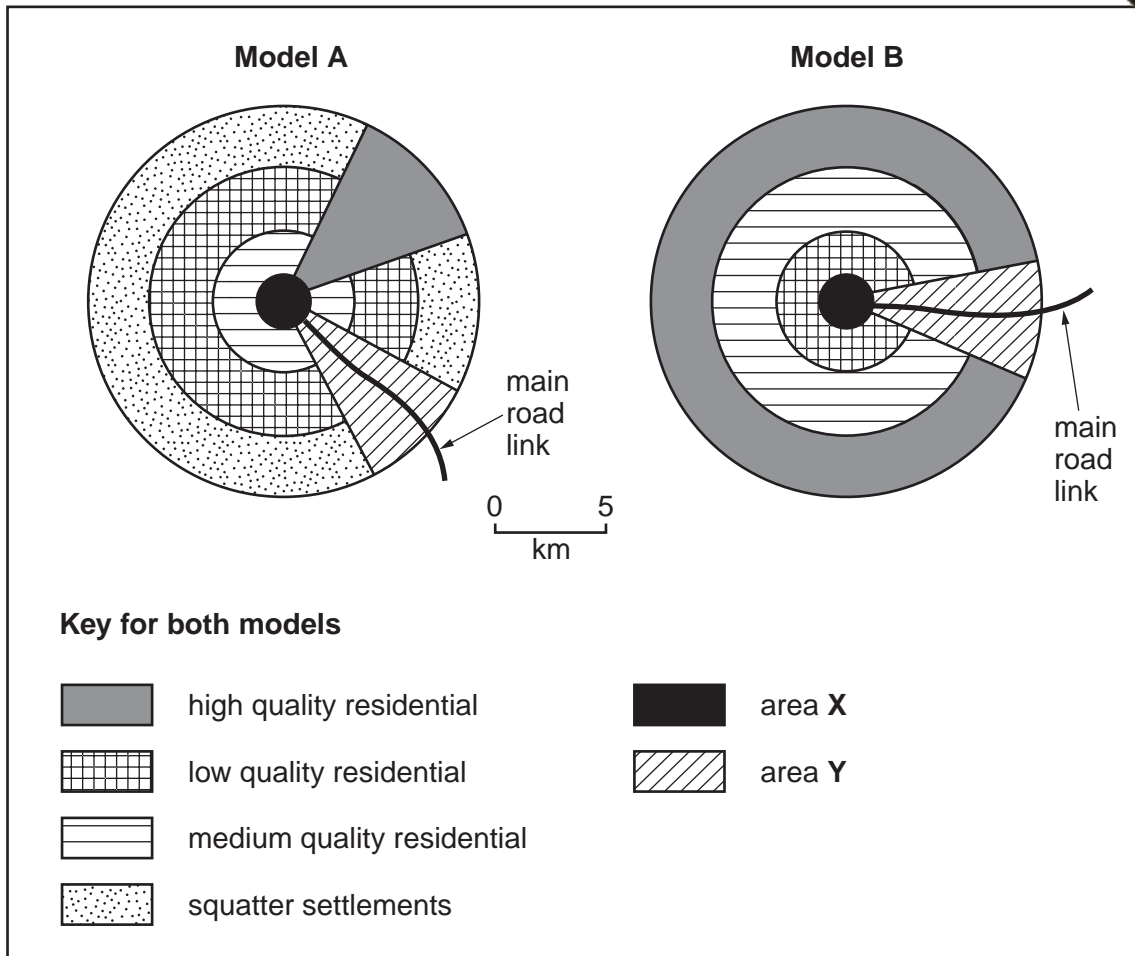 Model A
Model B
main
road
link
main
road
link
0 5
km
Key for both models
high quality residential
area X
low quality residential
area Y
medium quality residential
squatter settlements